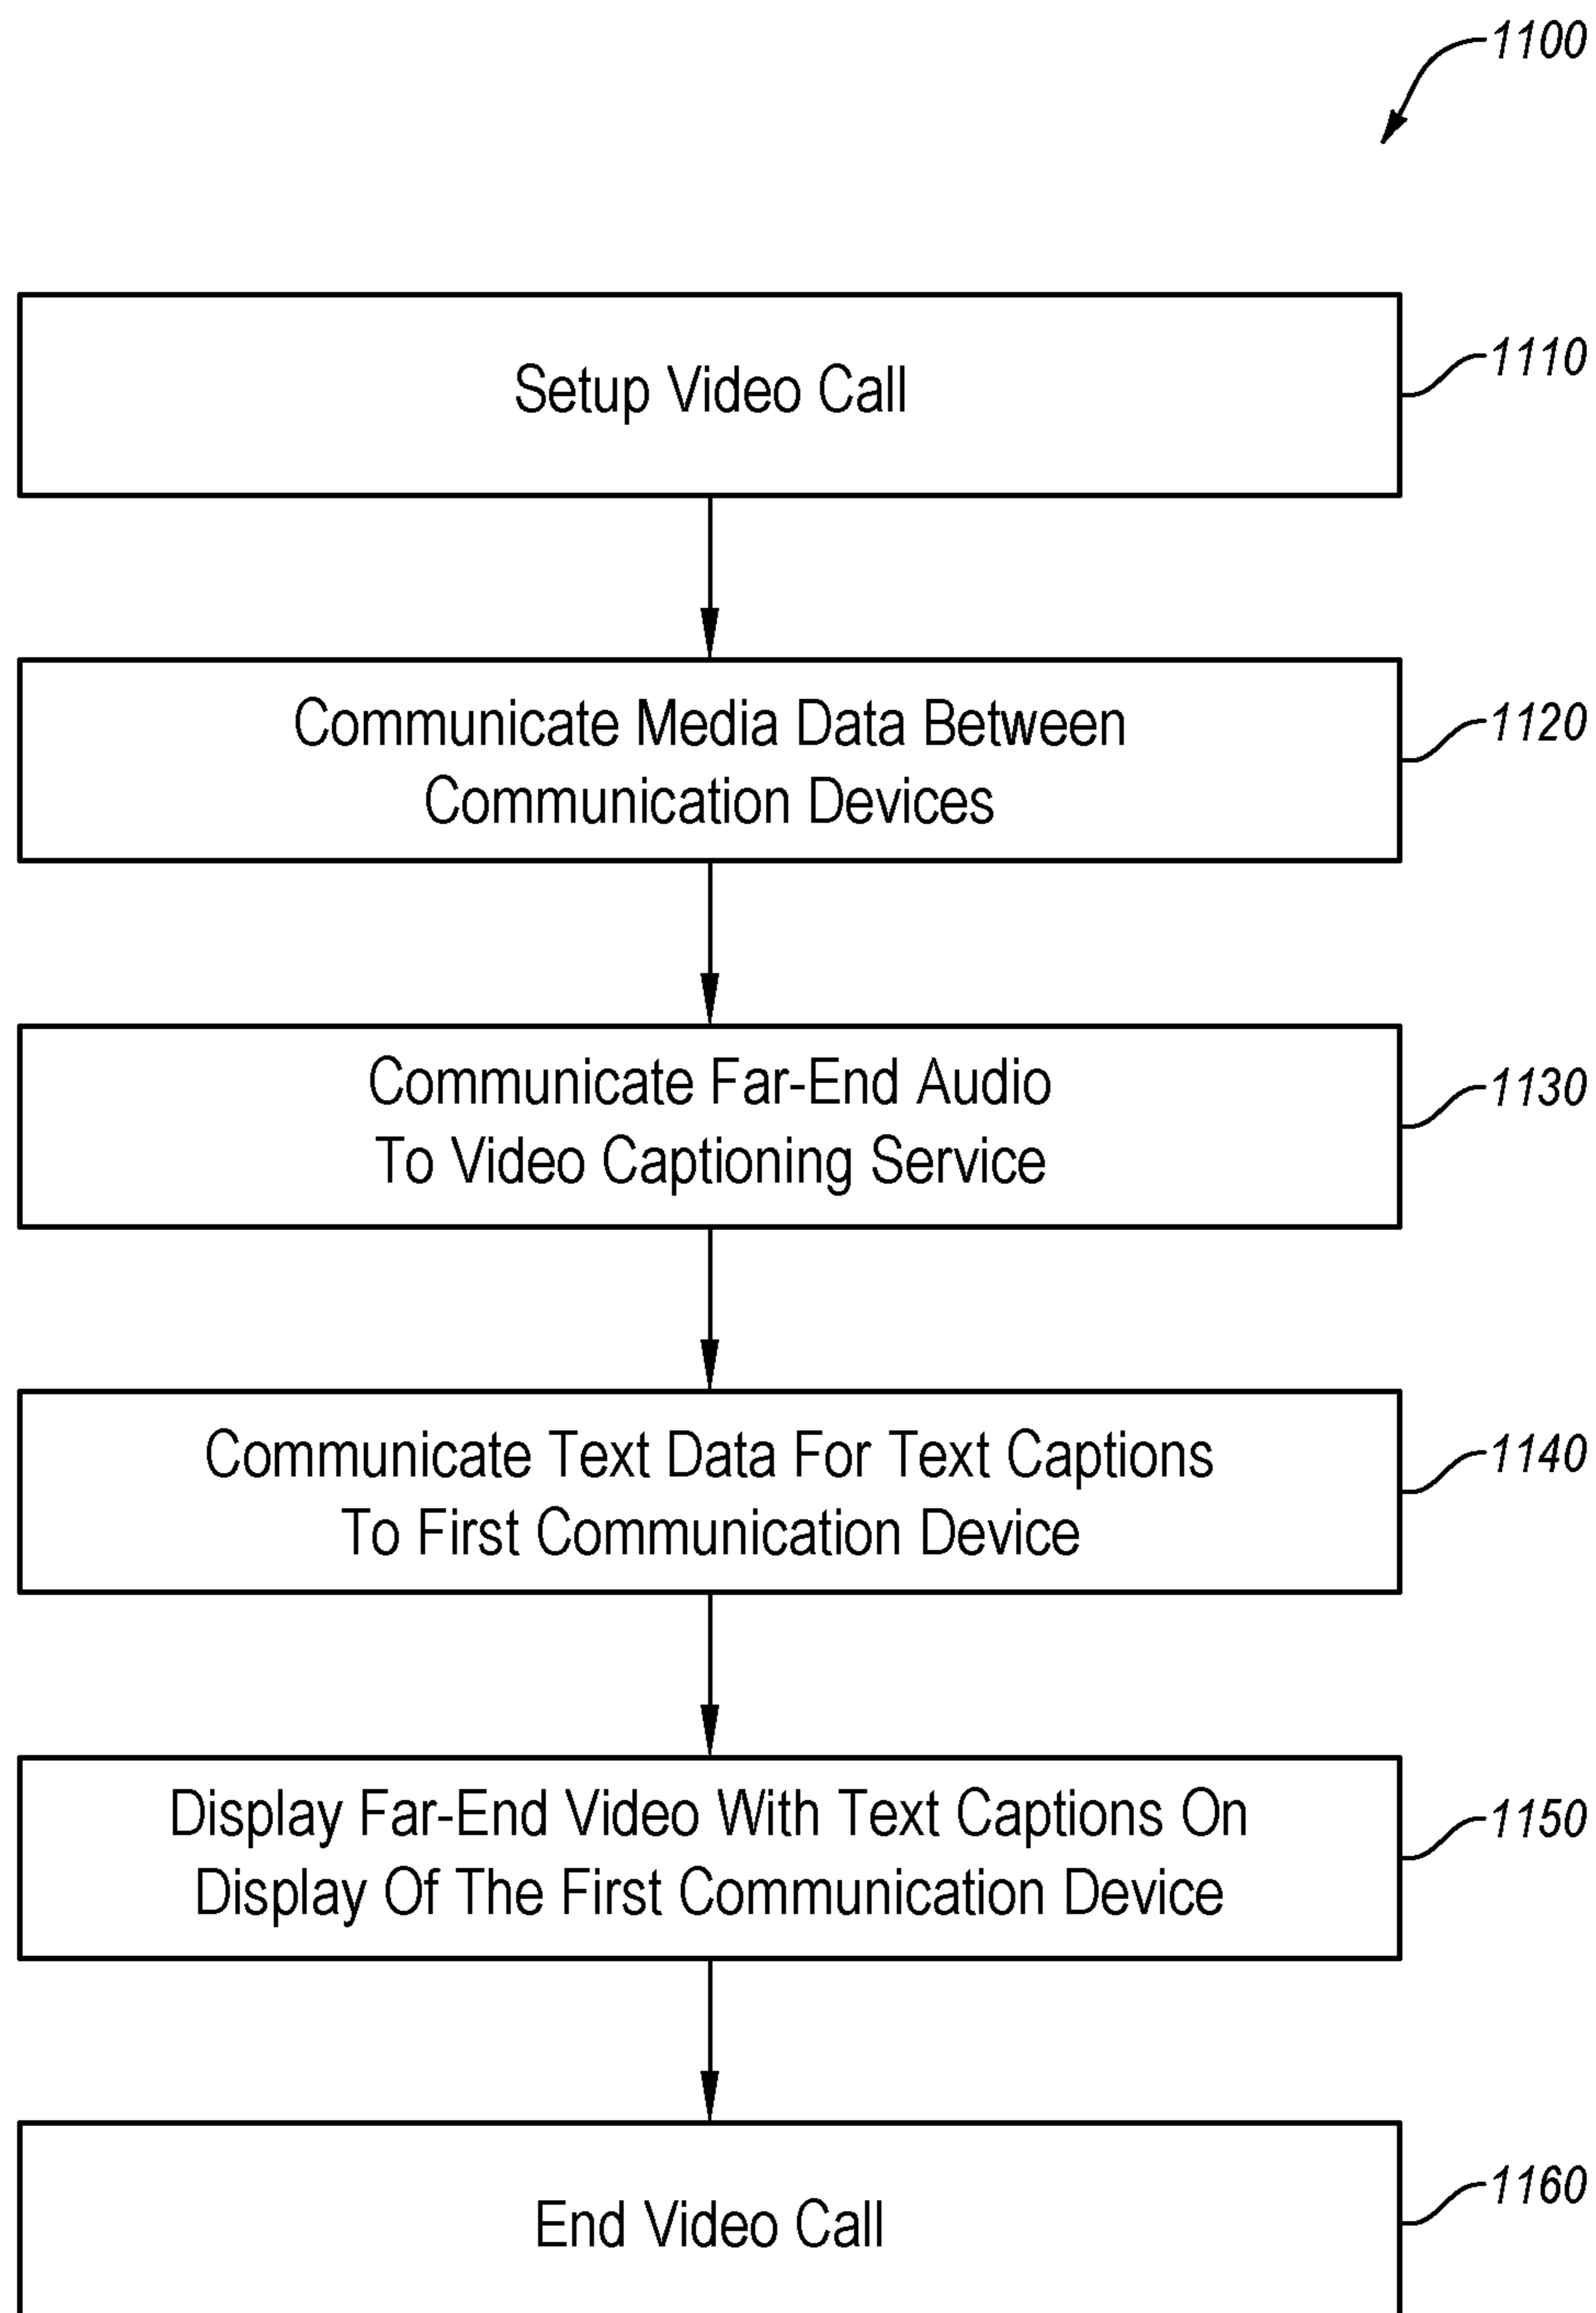 1100
Setup Video Call
1110
Communicate Media Data Between
Communication Devices
1120
Communicate Far-End Audio
To Video Captioning Service
1130
Communicate Text Data For Text Captions
To First Communication Device
1140
Display Far-End Video With Text Captions On
Display Of The First Communication Device
1150
End Video Call
1160